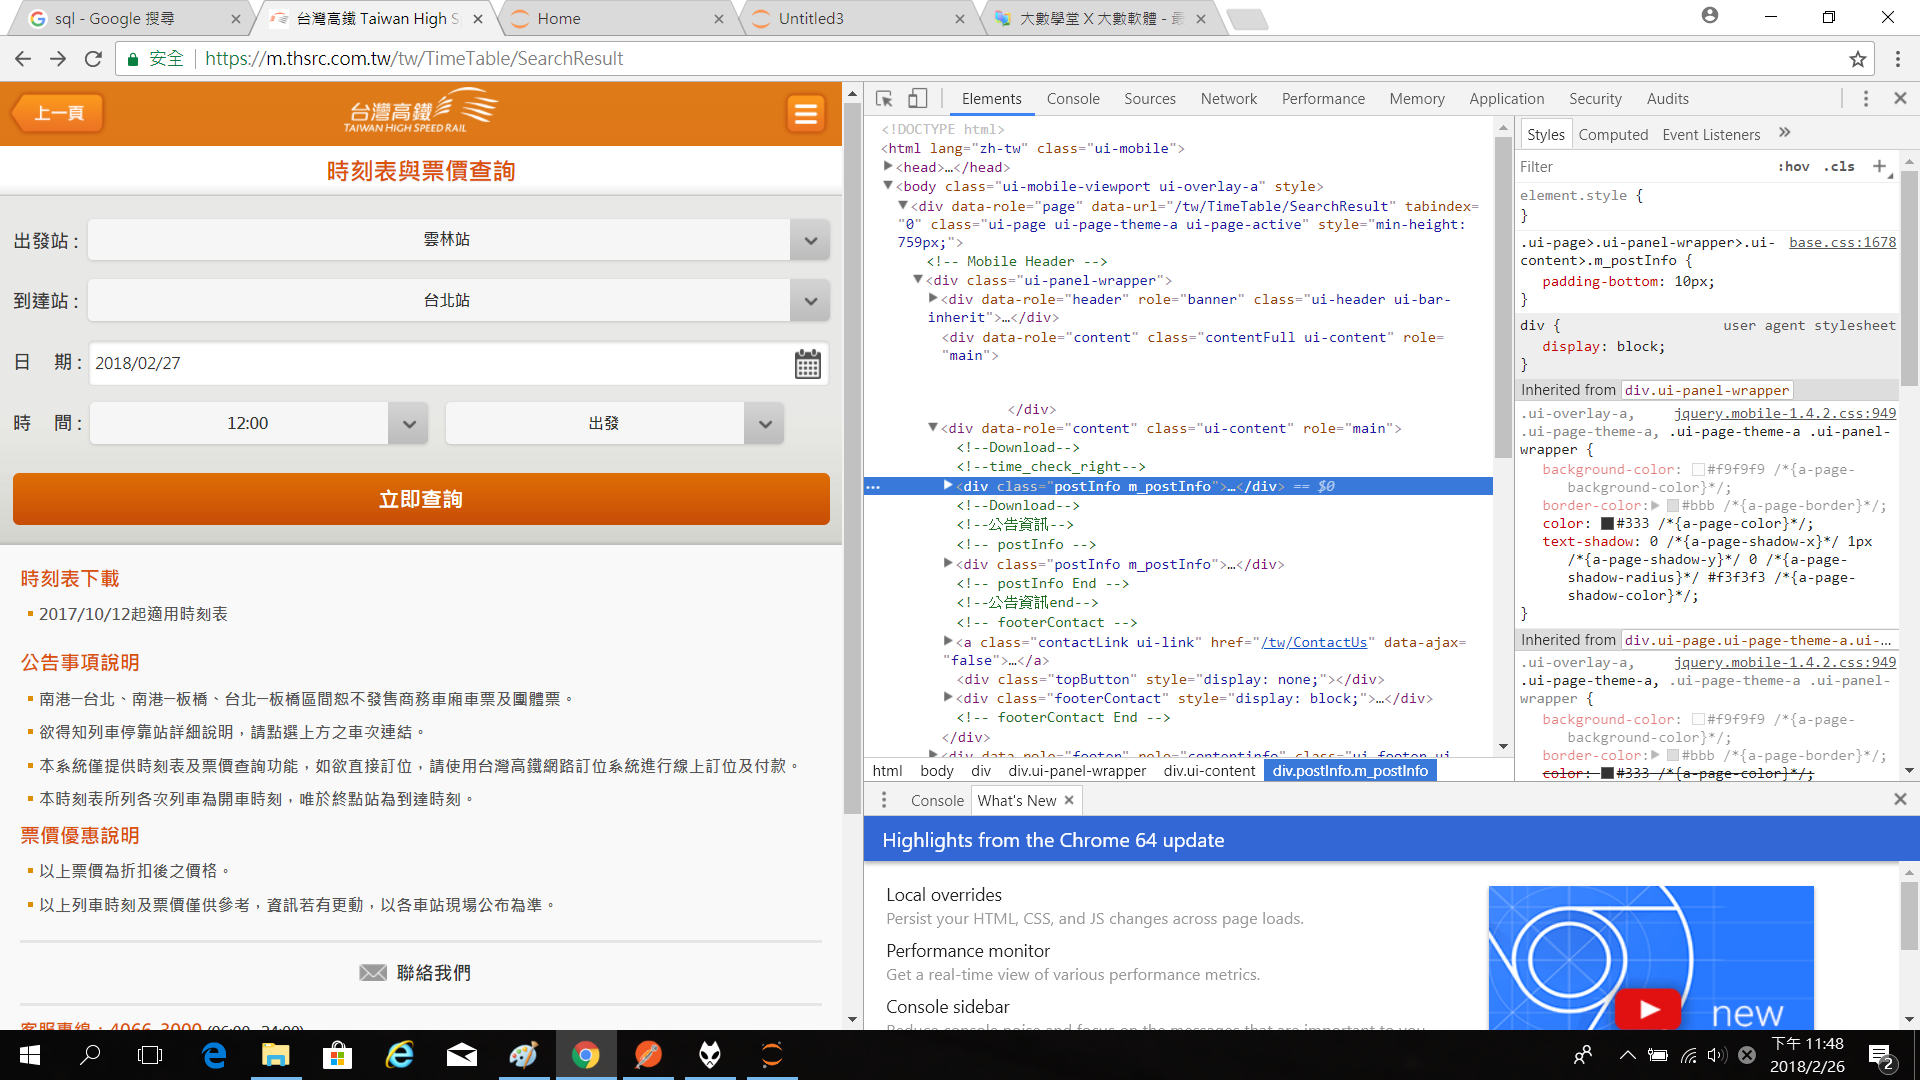 sql - Google 搜尋
台灣高鐵 Taiwan High S
Home
Untitled3
大數學堂 X 大數軟體 - 最
安全
https://m.thsrc.com.tw/tw/TimeTable/SearchResult
上一頁
台灣高鐵
TAIWAN HIGH SPEED RAIL
時刻表與票價查詢
出發站 :
雲林站
到達站 :
台北站
日 期 :
2018/02/27
時 間 :
12:00
出發
立即查詢
時刻表下載
2017/10/12起適用時刻表
公告事項說明
南港─台北、南港─板橋、台北─板橋區間恕不發售商務車廂車票及團體票。
欲得知列車停靠站詳細說明，請點選上方之車次連結。
本系統僅提供時刻表及票價查詢功能，如欲直接訂位，請使用台灣高鐵網路訂位系統進行線上訂位及付款。
本時刻表所列各次列車為開車時刻，唯於終點站為到達時刻。
票價優惠說明
以上票價為折扣後之價格。
以上列車時刻及票價僅供參考，資訊若有更動，以各車站現場公布為準。
聯絡我們
客服專線：4066-3000 (06:00 - 24:00)
Elements
Console
Sources
Network
Performance
Memory
Application
Security
Audits
<!DOCTYPE html>
<html lang="zh-tw" class="ui-mobile">
<head>…</head>
<body class="ui-mobile-viewport ui-overlay-a" style>
<div data-role="page" data-url="/tw/TimeTable/SearchResult" tabindex=
"0" class="ui-page ui-page-theme-a ui-page-active" style="min-height:
759px;">
<!-- Mobile Header -->
<div class="ui-panel-wrapper">
<div data-role="header" role="banner" class="ui-header ui-bar-
inherit">…</div>
<div data-role="content" class="contentFull ui-content" role=
"main">
</div>
<div data-role="content" class="ui-content" role="main">
<!--Download-->
<!--time_check_right-->
<div class="postInfo m_postInfo">…</div> == $0
<!--Download-->
<!--公告資訊-->
<!-- postInfo -->
<div class="postInfo m_postInfo">…</div>
<!-- postInfo End -->
<!--公告資訊end-->
<!-- footerContact -->
<a class="contactLink ui-link" href="/tw/ContactUs" data-ajax=
"false">…</a>
<div class="topButton" style="display: none;"></div>
<div class="footerContact" style="display: block;">…</div>
<!-- footerContact End -->
</div>
<div data-role="footer" role="contentinfo" class="ui-footer ui-
html body div div.ui-panel-wrapper div.ui-content div.postInfo.m_postInfo
Styles
Computed
Event Listeners
»
Filter
:hov .cls +
element.style {
}
.ui-page>.ui-panel-wrapper>.ui- base.css:1678
content>.m_postInfo {
padding-bottom: 10px;
}
div { user agent stylesheet
display: block;
}
Inherited from div.ui-panel-wrapper
.ui-overlay-a, jquery.mobile-1.4.2.css:949
.ui-page-theme-a, .ui-page-theme-a .ui-panel-
wrapper {
background-color: #f9f9f9 /*{a-page-
background-color}*/;
border-color: #bbb /*{a-page-border}*/;
color: #333 /*{a-page-color}*/;
text-shadow: 0 /*{a-page-shadow-x}*/ 1px
/*{a-page-shadow-y}*/ 0 /*{a-page-
shadow-radius}*/ #f3f3f3 /*{a-page-
shadow-color}*/;
}
Inherited from div.ui-page.ui-page-theme-a.ui-…
.ui-overlay-a, jquery.mobile-1.4.2.css:949
.ui-page-theme-a, .ui-page-theme-a .ui-panel-
wrapper {
background-color: #f9f9f9 /*{a-page-
background-color}*/;
border-color: #bbb /*{a-page-border}*/;
color: #333 /*{a-page-color}*/;
Console
What's New
Highlights from the Chrome 64 update
Local overrides
Persist your HTML, CSS, and JS changes across page loads.
Performance monitor
Get a real-time view of various performance metrics.
Console sidebar
Reduce console noise and focus on the messages that are important to you.
new
下午 11:48
2018/2/26
2